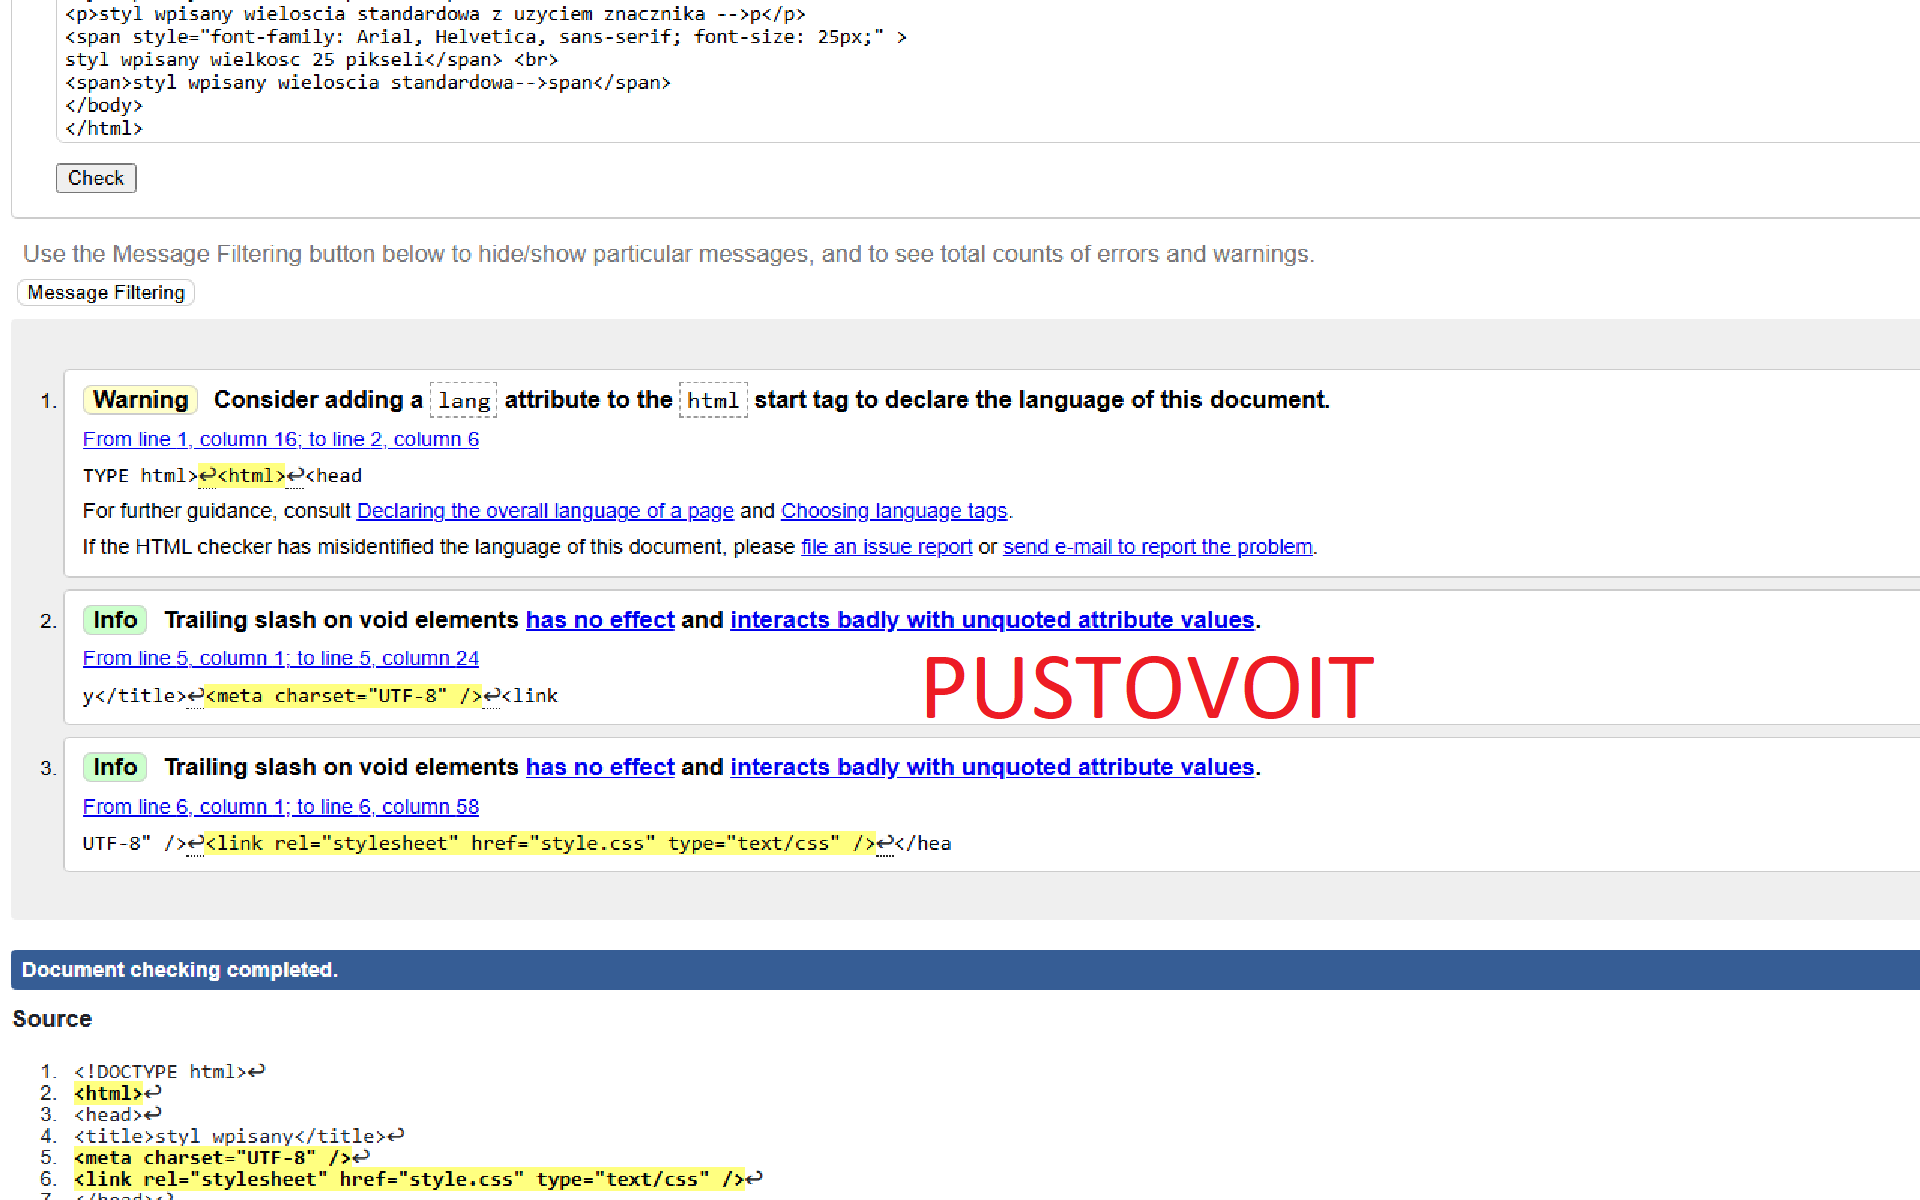 <p>styl wpisany wieloscia standardowa z uzyciem znacznika -->p</p>
<span style="font-family: Arial, Helvetica, sans-serif; font-size: 25px;" >
styl wpisany wielkosc 25 pikseli</span> <br>
<span>styl wpisany wieloscia standardowa-->span</span>
</body>
</html>
Check
Use the Message Filtering button below to hide/show particular messages, and to see total counts of errors and warnings.
Message Filtering
1. Warning Consider adding a lang attribute to the html start tag to declare the language of this document.
From line 1, column 16; to line 2, column 6
TYPE html>↩<html>↩<head
For further guidance, consult Declaring the overall language of a page and Choosing language tags.
If the HTML checker has misidentified the language of this document, please file an issue report or send e-mail to report the problem.
2. Info Trailing slash on void elements has no effect and interacts badly with unquoted attribute values.
From line 5, column 1; to line 5, column 24
y</title>↩<meta charset="UTF-8" />↩<link
PUSTOVOIT
3. Info Trailing slash on void elements has no effect and interacts badly with unquoted attribute values.
From line 6, column 1; to line 6, column 58
UTF-8" />↩<link rel="stylesheet" href="style.css" type="text/css" />↩</hea
Document checking completed.
Source
1. <!DOCTYPE html>↩
2. <html>↩
3. <head>↩
4. <title>styl wpisany</title>↩
5. <meta charset="UTF-8" />↩
6. <link rel="stylesheet" href="style.css" type="text/css" />↩
7. </head>↩